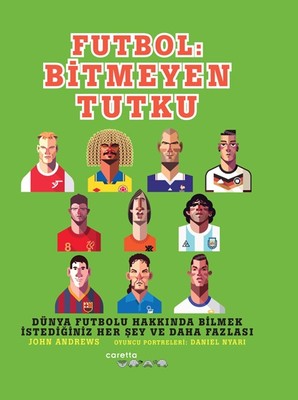 FUTBOL:
BİTMEYEN
TUTKU
8
DÜNYA FUTBOLU HAKKINDA BİLMEK
İSTEDİĞİNİZ HER ŞEY VE DAHA FAZLASI
JOHN ANDREWS OYUNCU PORTRELERİ: DANIEL NYARI
caretta